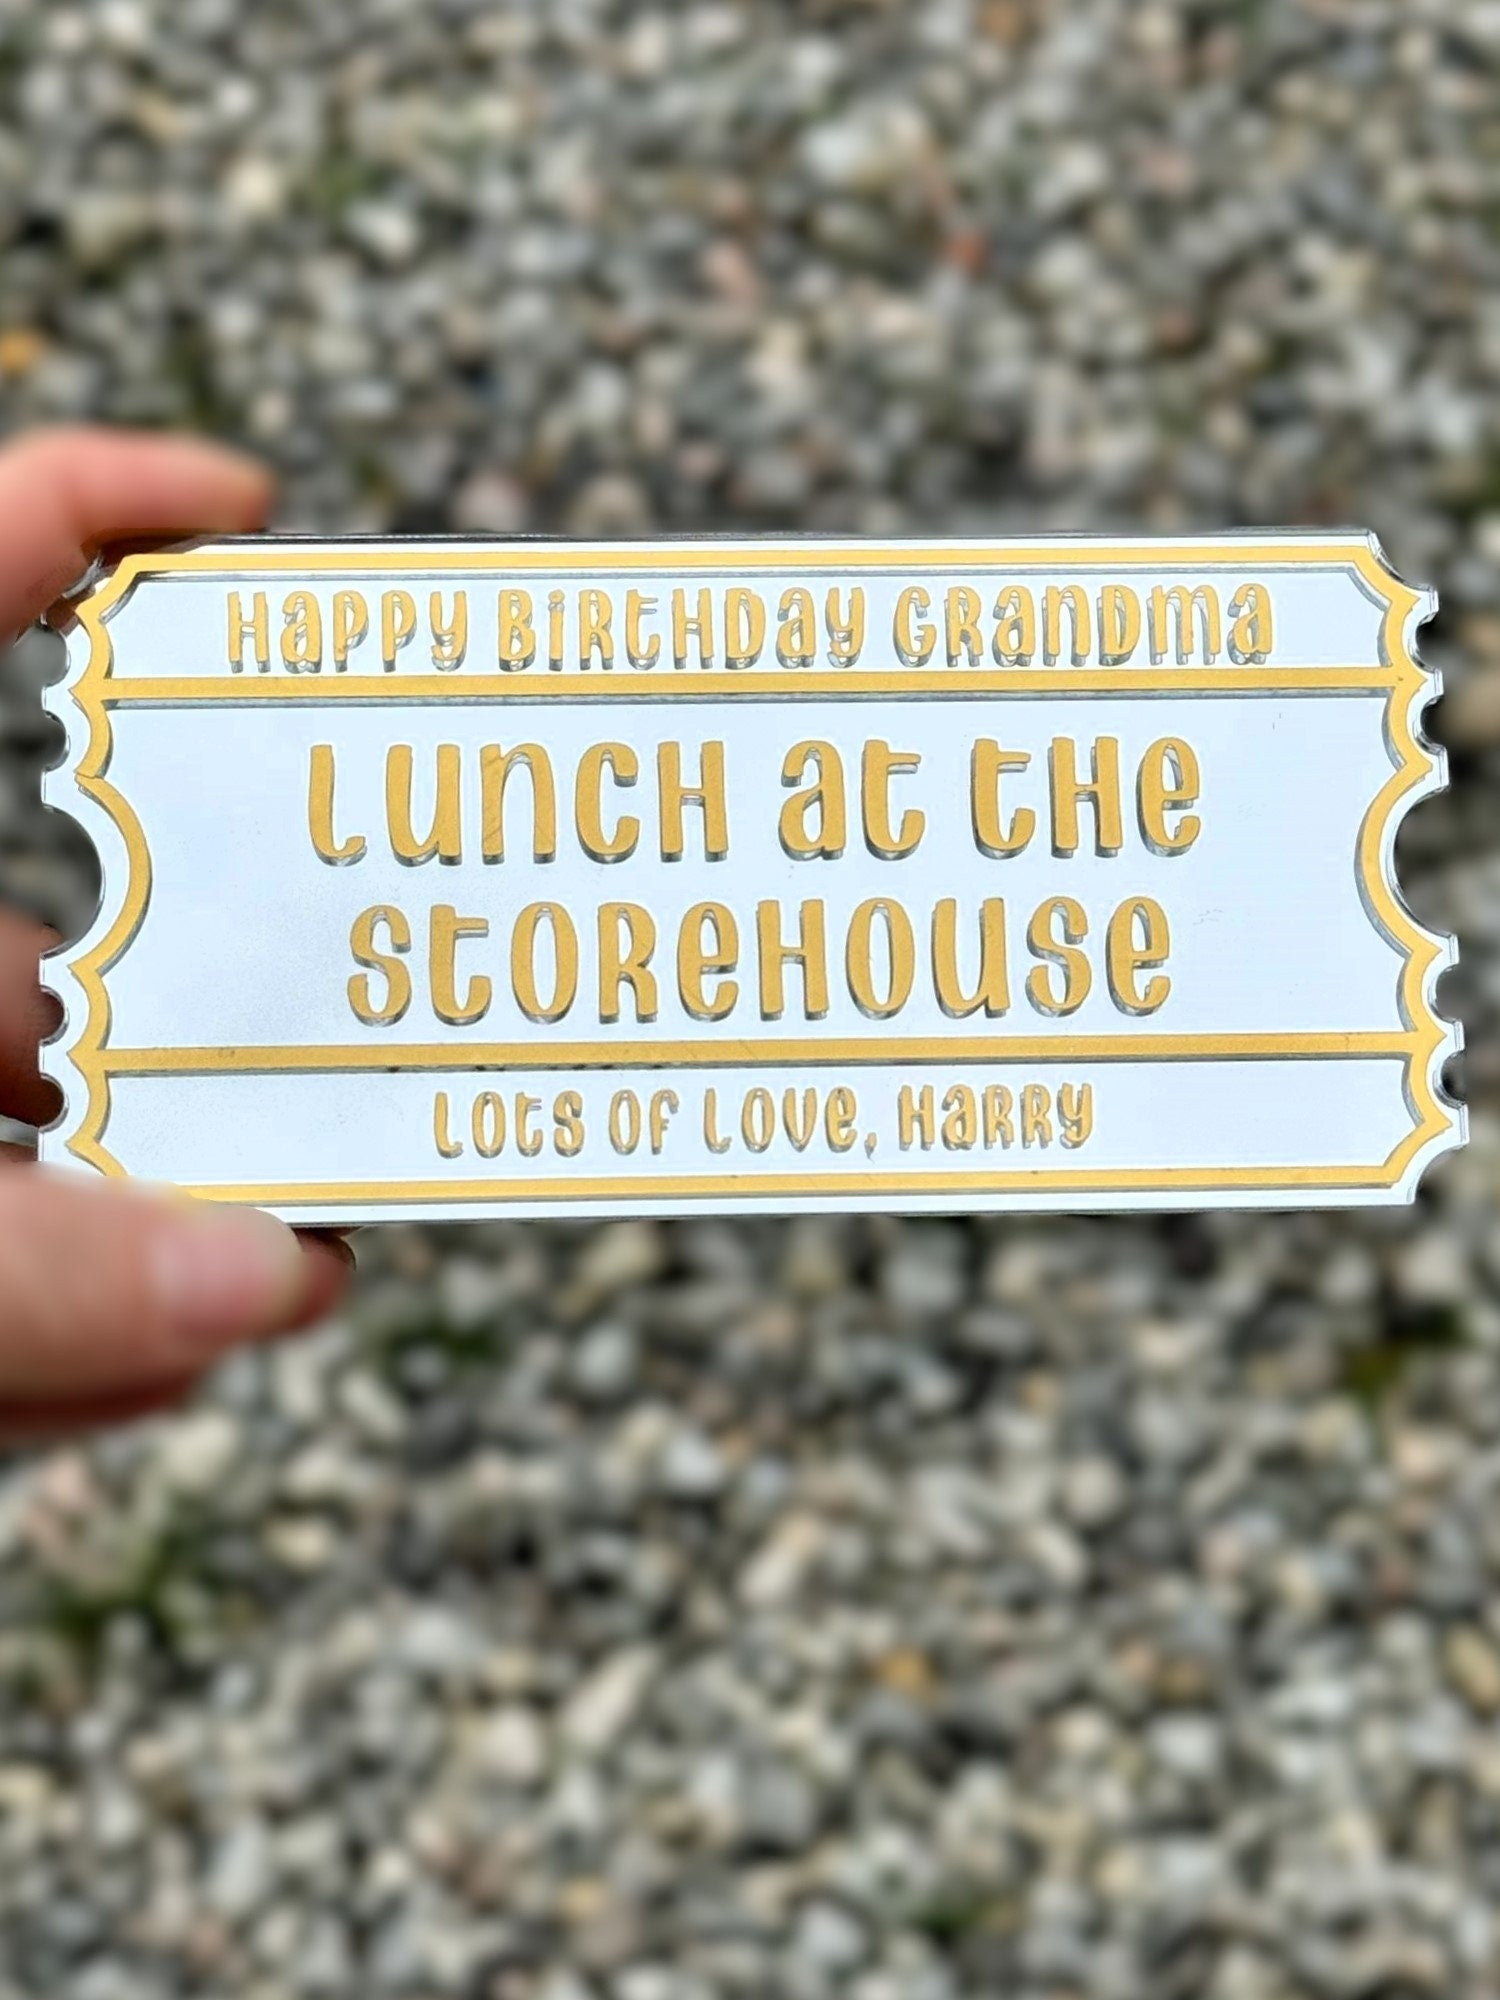 HaPPY BiRtHDaY GRanDma
LUncH at tHe
StOReHOUSe
LOtS OF LOVe, HaRRY